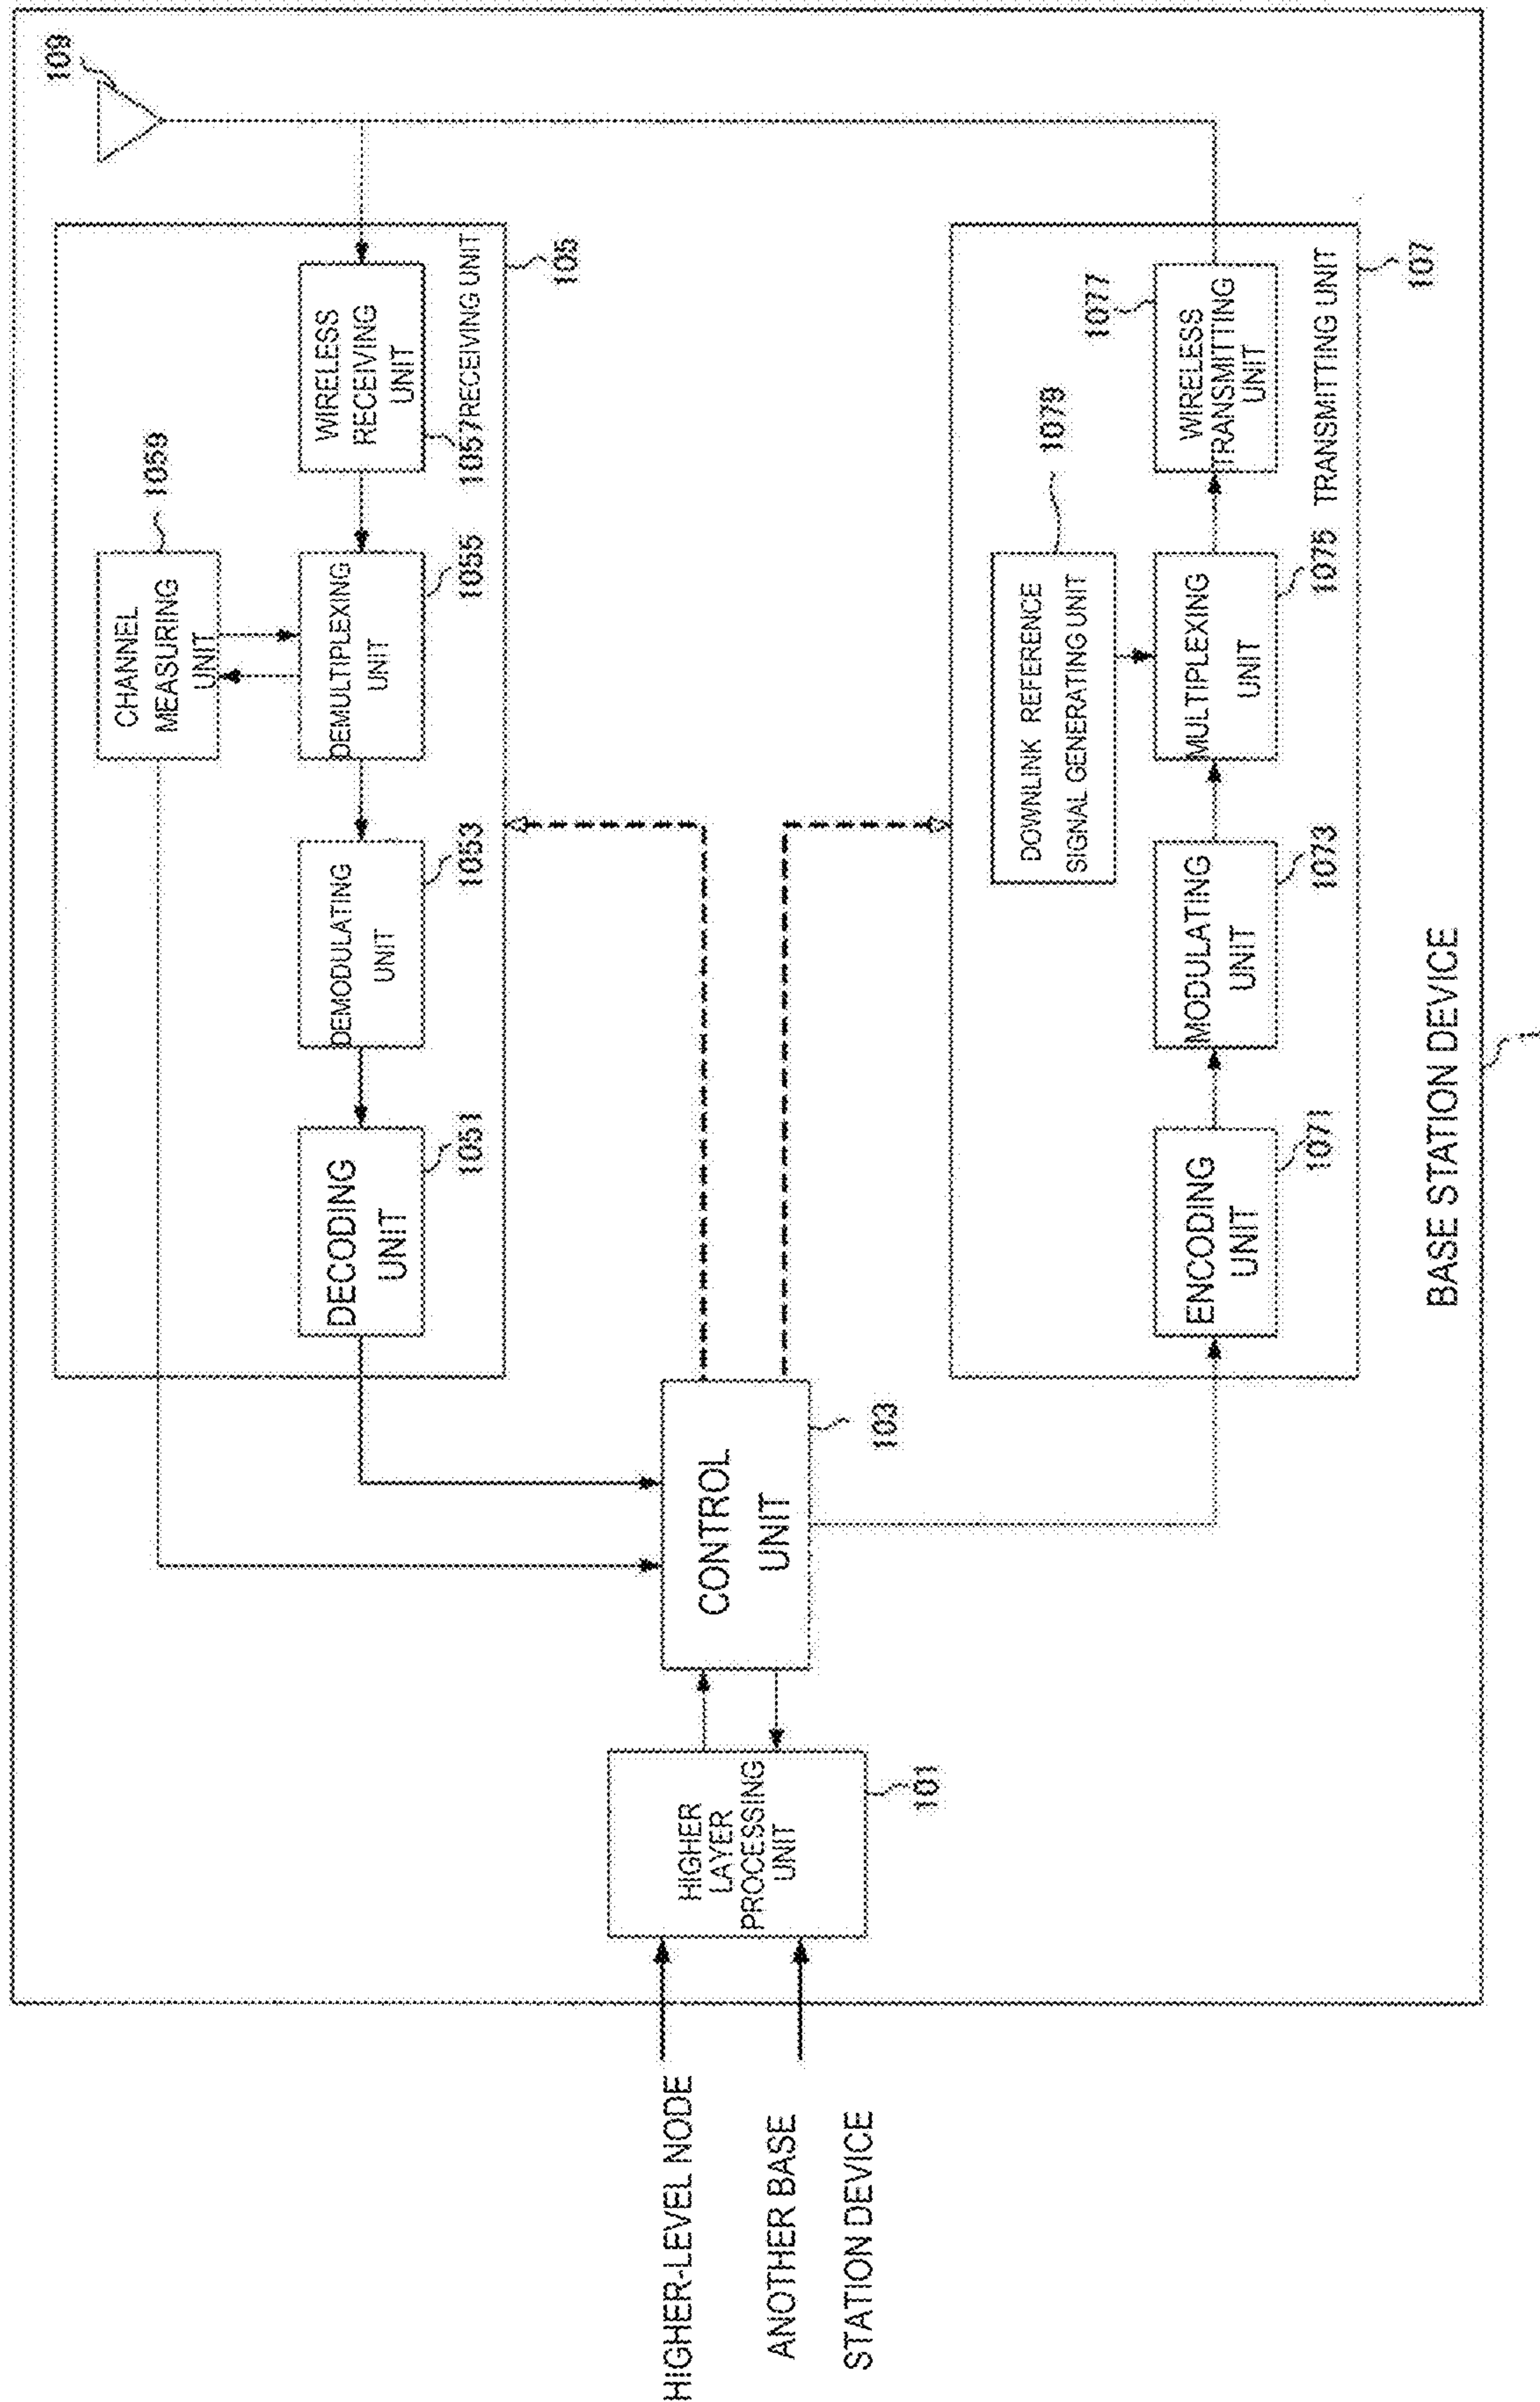 109
CHANNEL
MEASURING
UNIT
1059
DECODING
UNIT
DEMODULATING
UNIT
DEMULTIPLEXING
UNIT
WIRELESS
RECEIVING
UNIT
1051
1053
1055
1057
RECEIVING UNIT
105
HIGHER-LEVEL NODE
ANOTHER BASE
STATION DEVICE
HIGHER
LAYER
PROCESSING
UNIT
101
CONTROL
UNIT
103
DOWNLINK REFERENCE
SIGNAL GENERATING UNIT
1079
1077
ENCODING
UNIT
MODULATING
UNIT
MULTIPLEXING
UNIT
WIRELESS
TRANSMITTING
UNIT
1071
1073
1075
TRANSMITTING UNIT
107
BASE STATION DEVICE